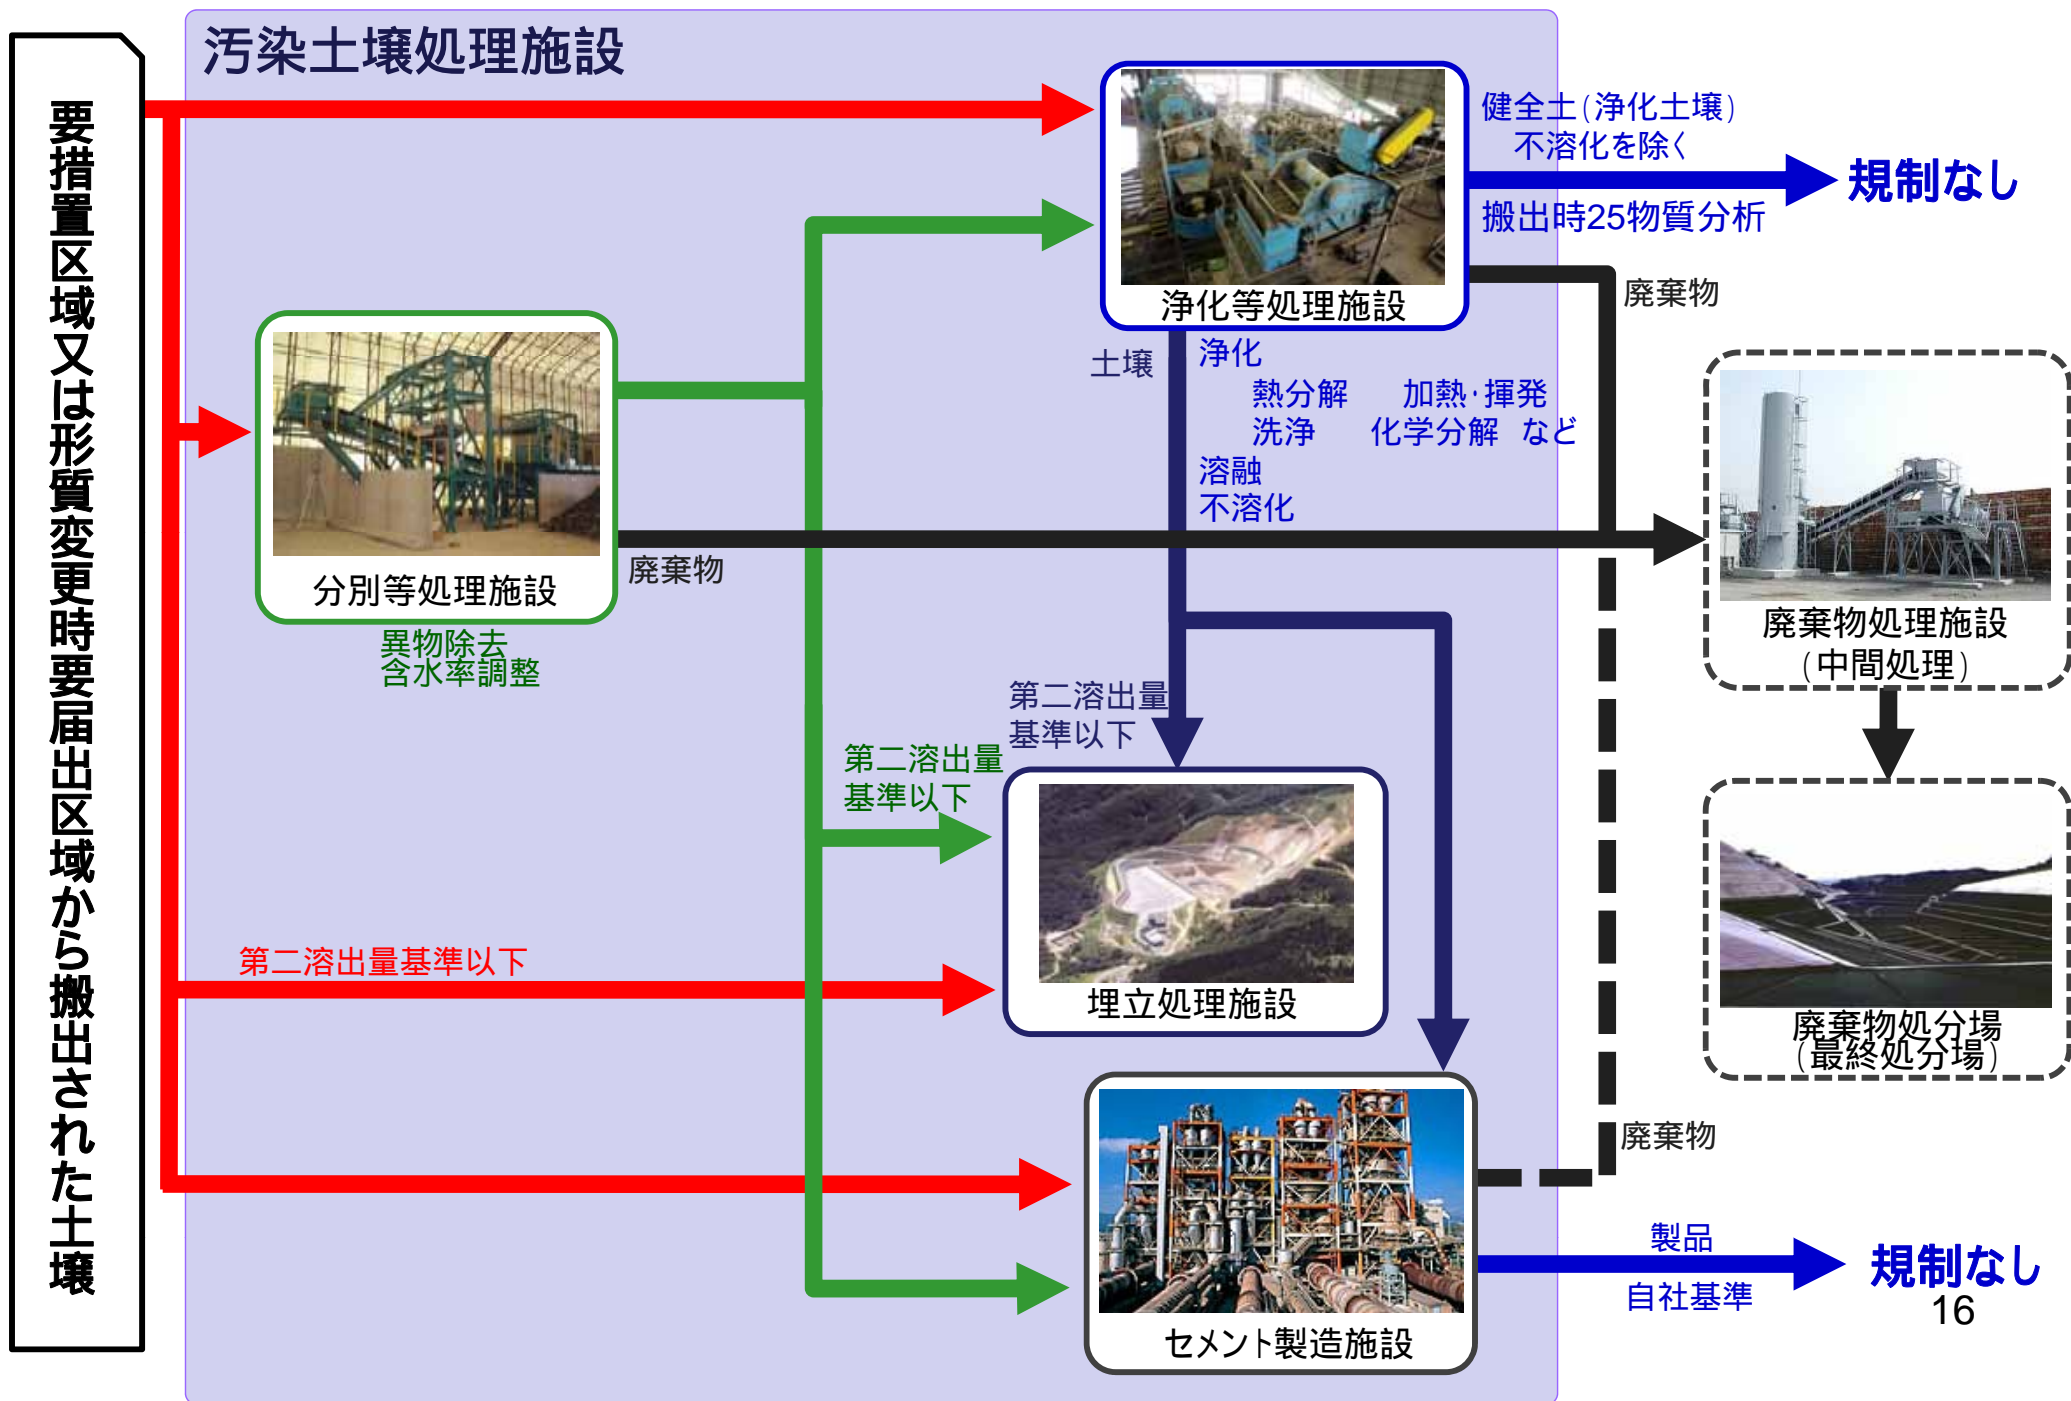 汚染土壌処理施設
要措置区域又は形質変更時要届出区域から搬出された土壌
健全土(浄化土壌)
不溶化を除く
規制なし
搬出時25物質分析
浄化等処理施設
廃棄物
土壌
浄化
熱分解 加熱・揮発
洗浄 化学分解 など
溶融
不溶化
分別等処理施設
異物除去
含水率調整
廃棄物
廃棄物処理施設
(中間処理)
第二溶出量
基準以下
第二溶出量
基準以下
第二溶出量基準以下
埋立処理施設
廃棄物処分場
(最終処分場)
廃棄物
製品
規制なし
自社基準
セメント製造施設
16